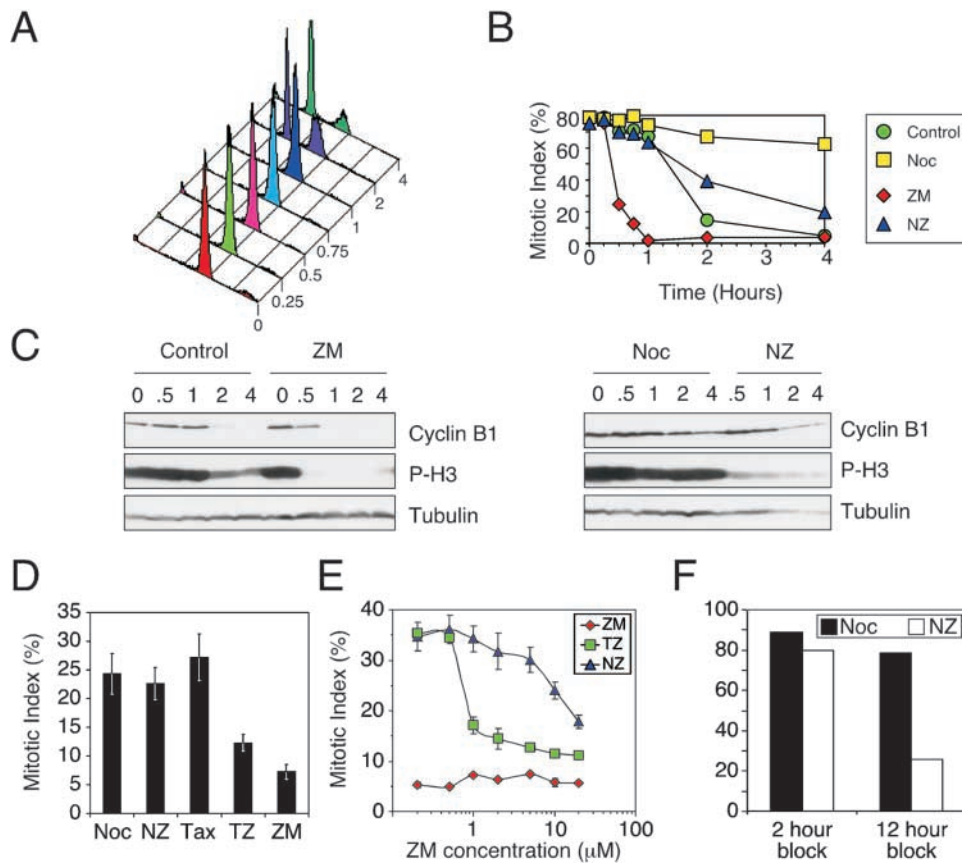 A
0
0.25
0.5
0.75
1
2
4
B
Mitotic Index (%)
80
60
40
20
0
0 1 2 3 4
Time (Hours)
Control
Noc
ZM
NZ
C
Control ZM
0 .5 1 2 4 0 .5 1 2 4
Cyclin B1
P-H3
Tubulin
Noc NZ
0 .5 1 2 4 .5 1 2 4
Cyclin B1
P-H3
Tubulin
D
Mitotic Index (%)
35
30
25
20
15
10
5
0
Noc NZ Tax TZ ZM
E
Mitotic Index (%)
40
30
20
10
0
1 10 100
ZM concentration (μM)
ZM
TZ
NZ
F
100
80
60
40
20
0
Noc NZ
2 hour
block
12 hour
block